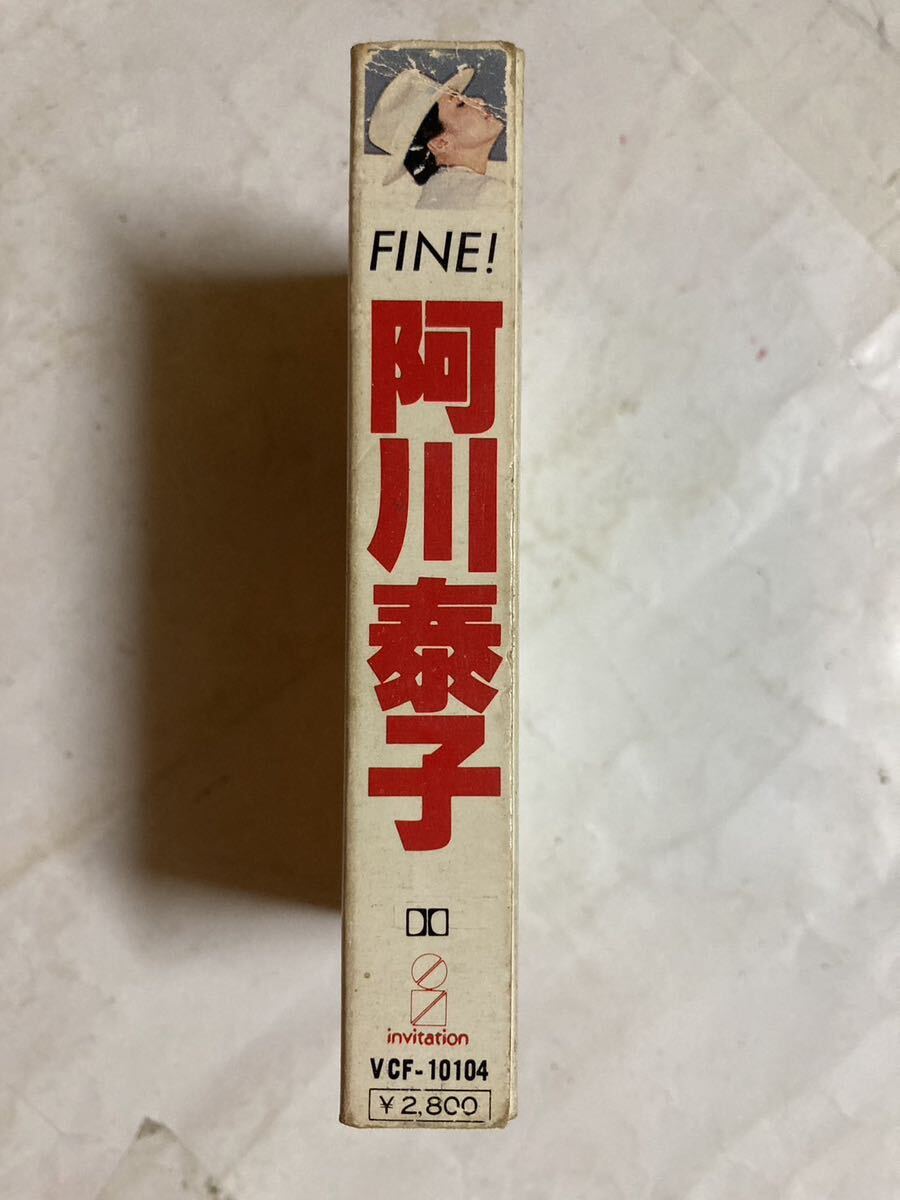 FINE!
阿川泰子
invitation
VCF-10104
¥2,800